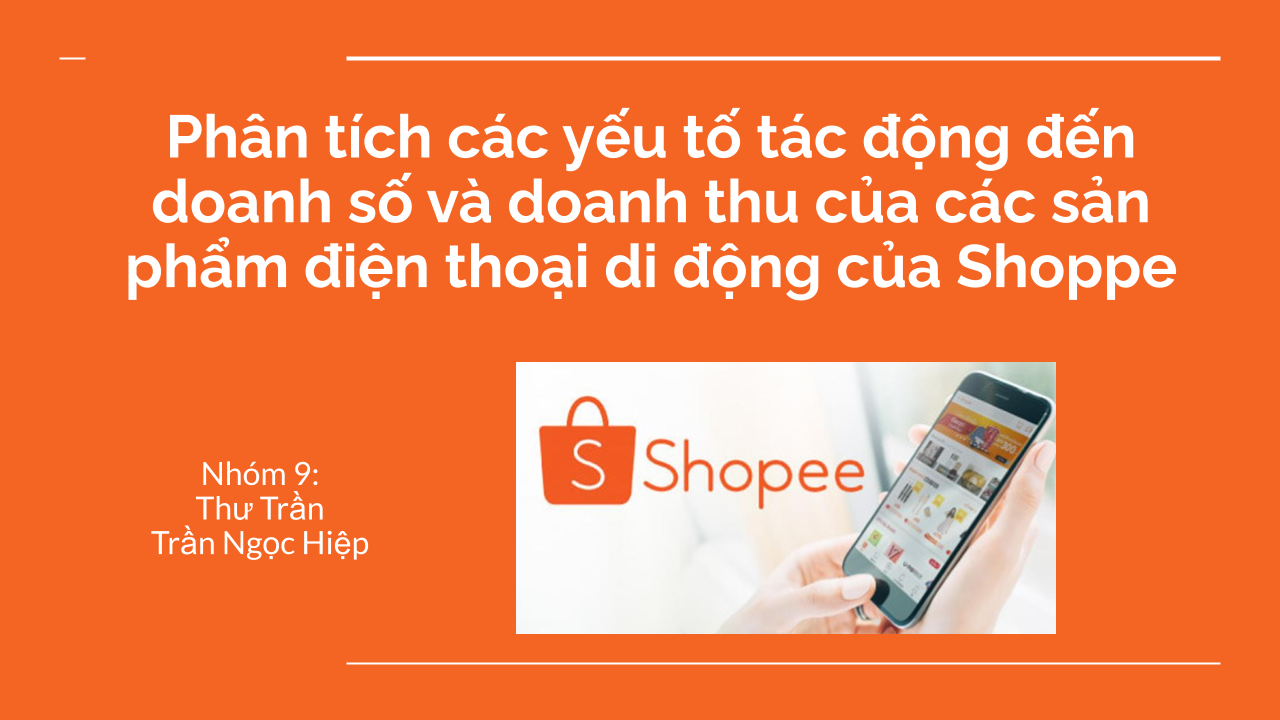 Phân tích các yếu tố tác động đến
doanh số và doanh thu của các sản
phẩm điện thoại di động của Shoppe
Nhóm 9:
Thư Trần
Trần Ngọc Hiệp
S Shopee